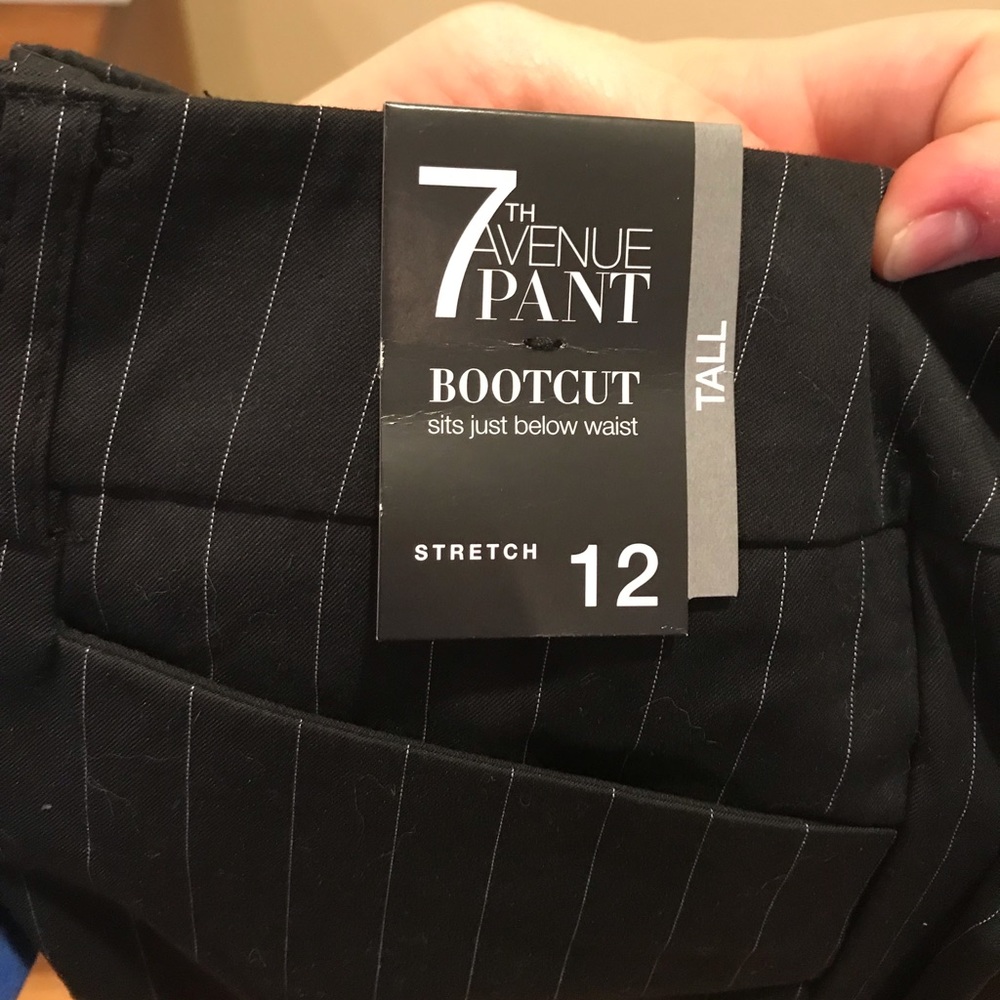 7TH
AVENUE
PANT
BOOTCUT
sits just below waist
STRETCH 12
TALL